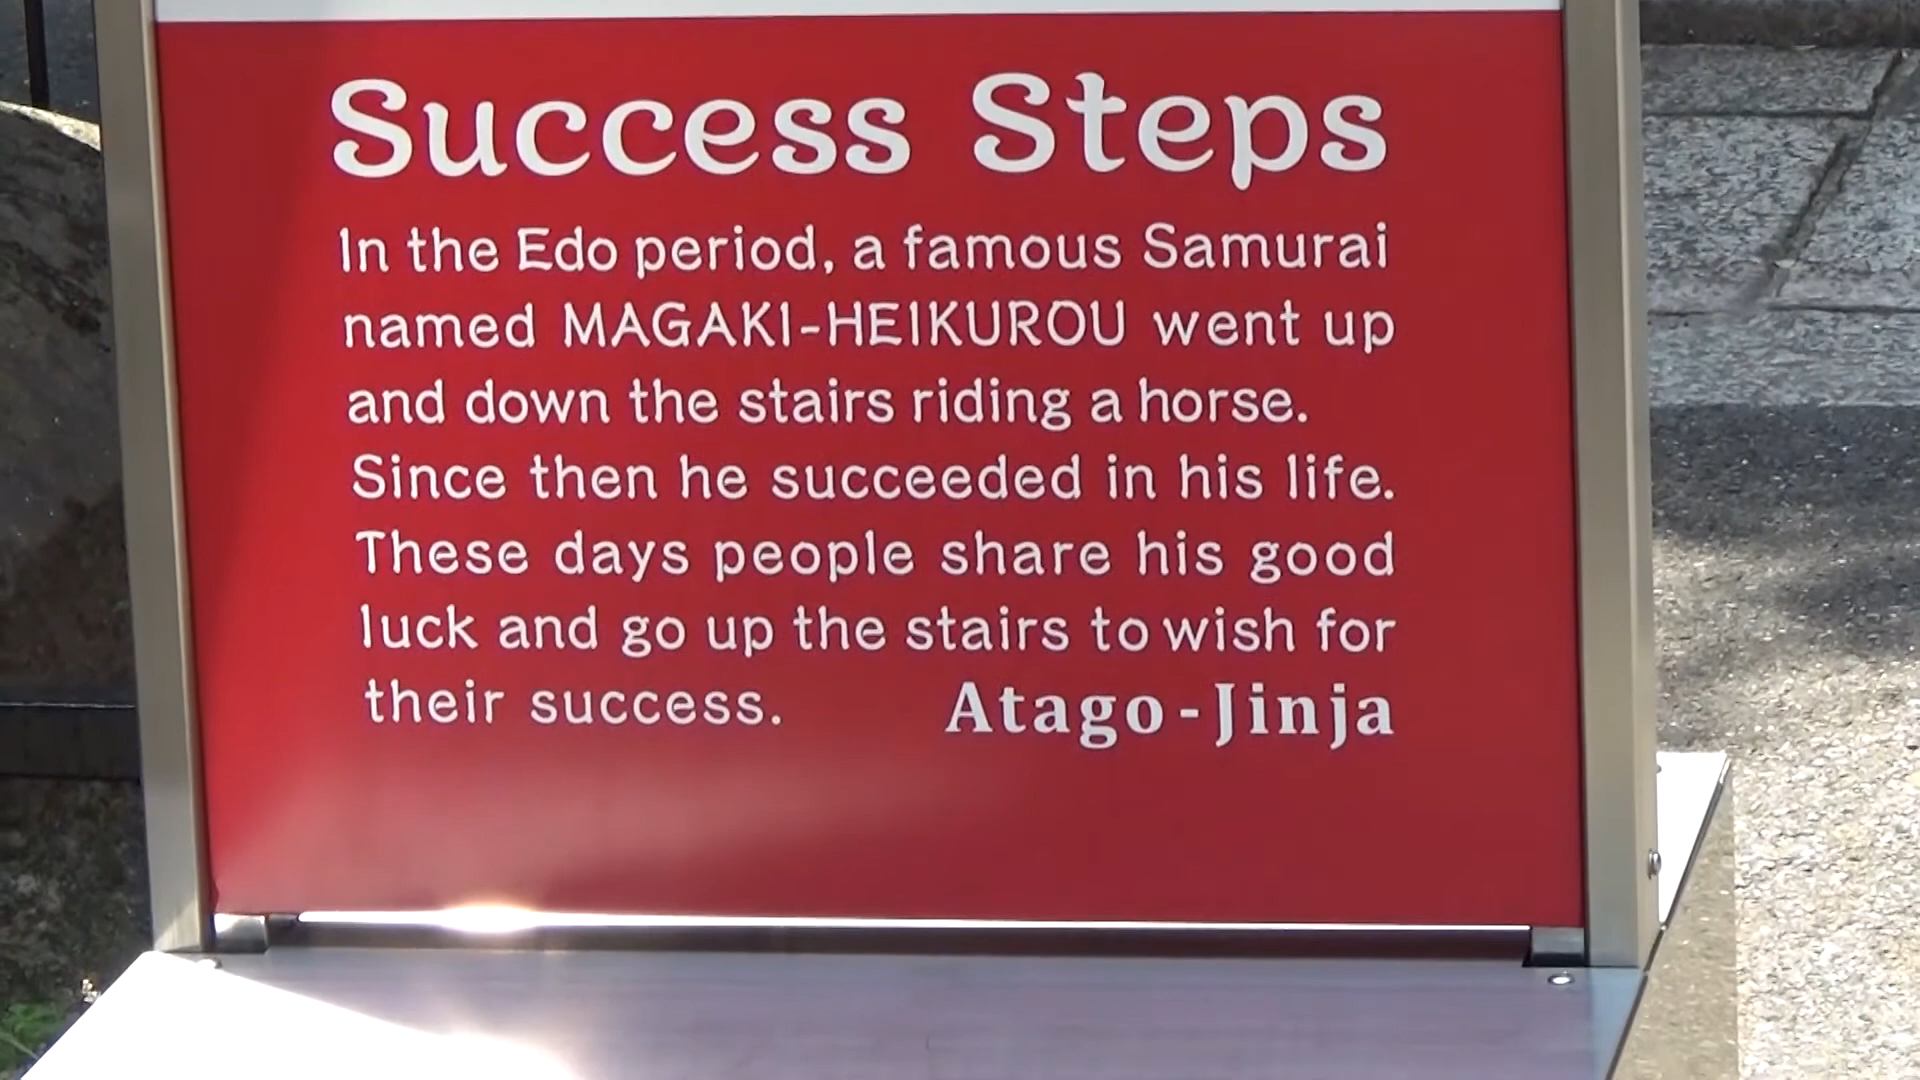 Success Steps
In the Edo period, a famous Samurai
named MAGAKI-HEIKUROU went up
and down the stairs riding a horse.
Since then he succeeded in his life.
These days people share his good
luck and go up the stairs to wish for
their success. Atago-Jinja